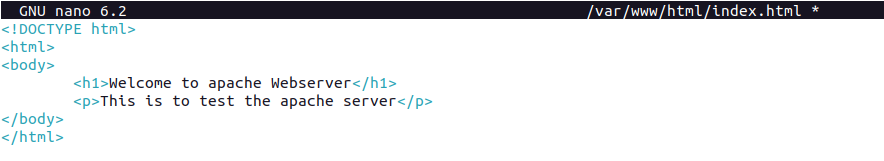 GNU nano 6.2 /var/www/html/index.html *
<!DOCTYPE html>
<html>
<body>
        <h1>Welcome to apache Webserver</h1>
        <p>This is to test the apache server</p>
</body>
</html>